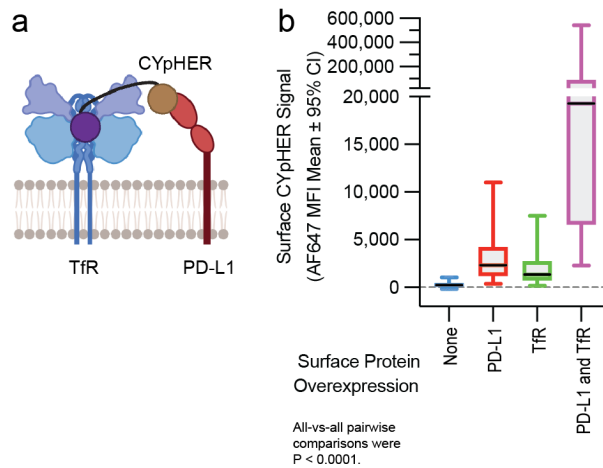 a
CYpHER
TfR
PD-L1
b
Surface CYpHER Signal
(AF647 MFI Mean ± 95% CI)
600,000
400,000
200,000
20,000
15,000
10,000
5,000
0
None
PD-L1
TfR
PD-L1 and TfR
Surface Protein
Overexpression
All-vs-all pairwise
comparisons were
P < 0.0001.